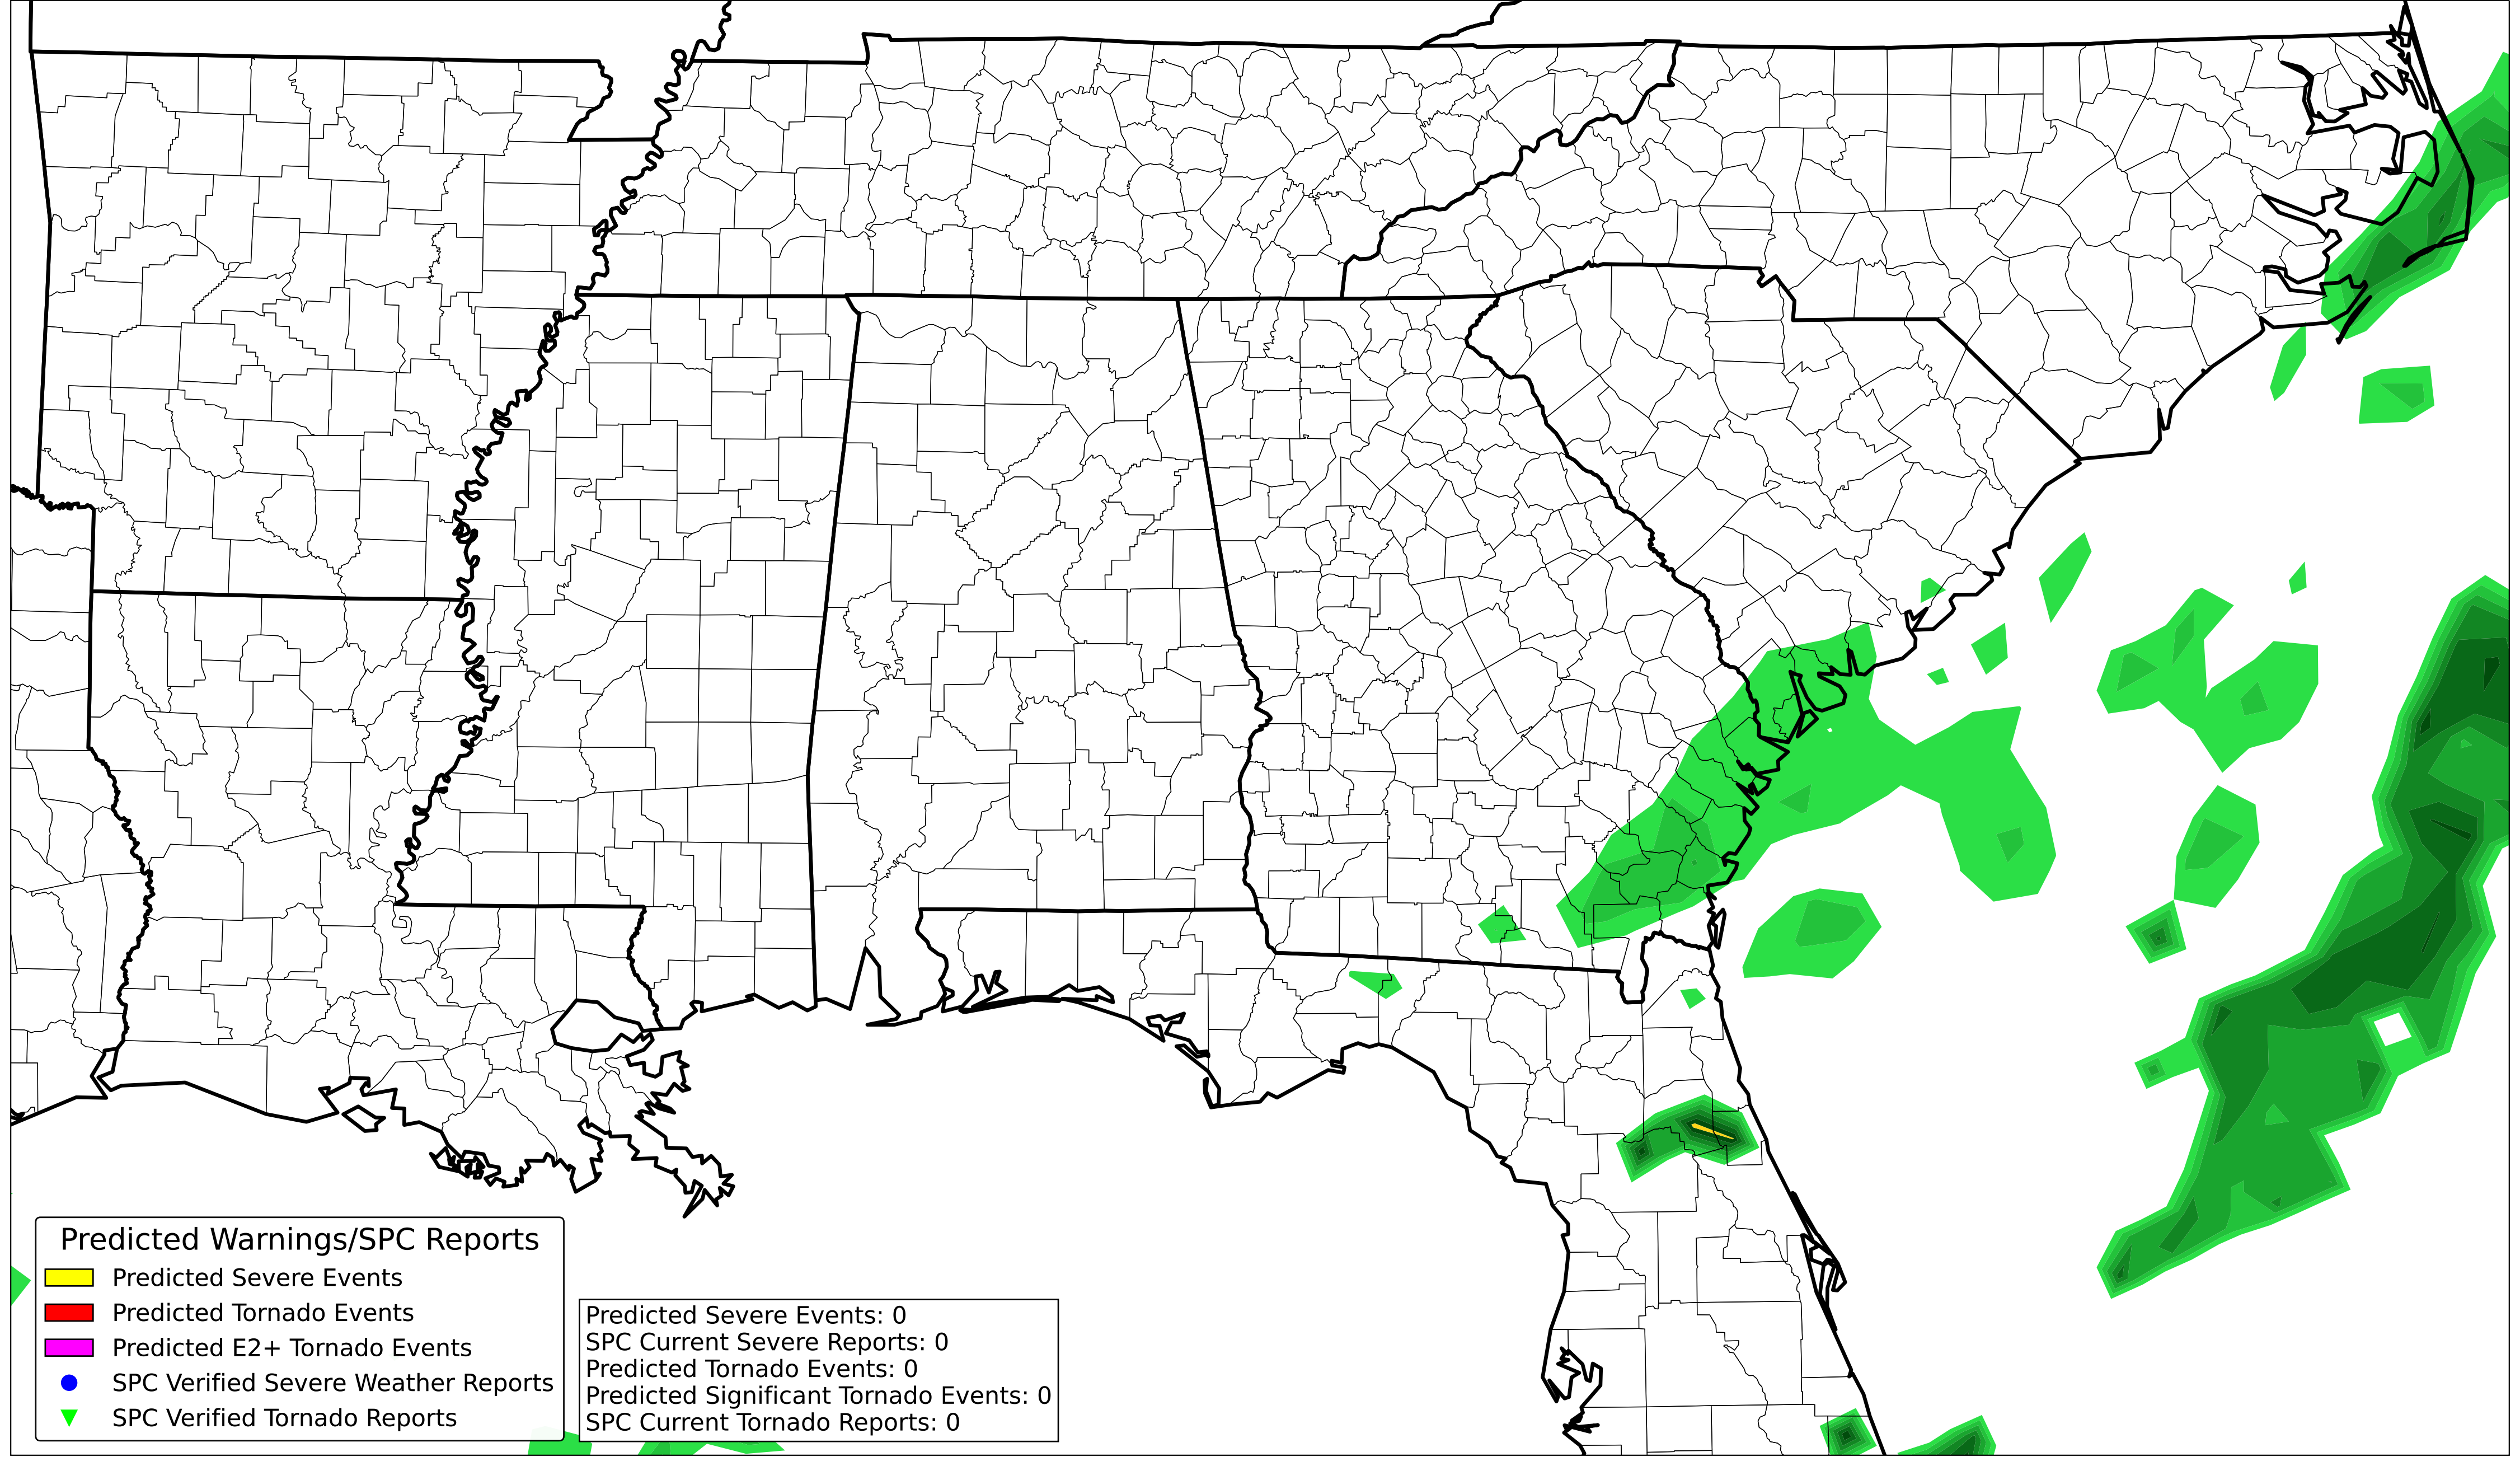 Predicted Warnings/SPC Reports
Predicted Severe Events
Predicted Tornado Events
Predicted E2+ Tornado Events
SPC Verified Severe Weather Reports
SPC Verified Tornado Reports
Predicted Severe Events: 0
SPC Current Severe Reports: 0
Predicted Tornado Events: 0
Predicted Significant Tornado Events: 0
SPC Current Tornado Reports: 0